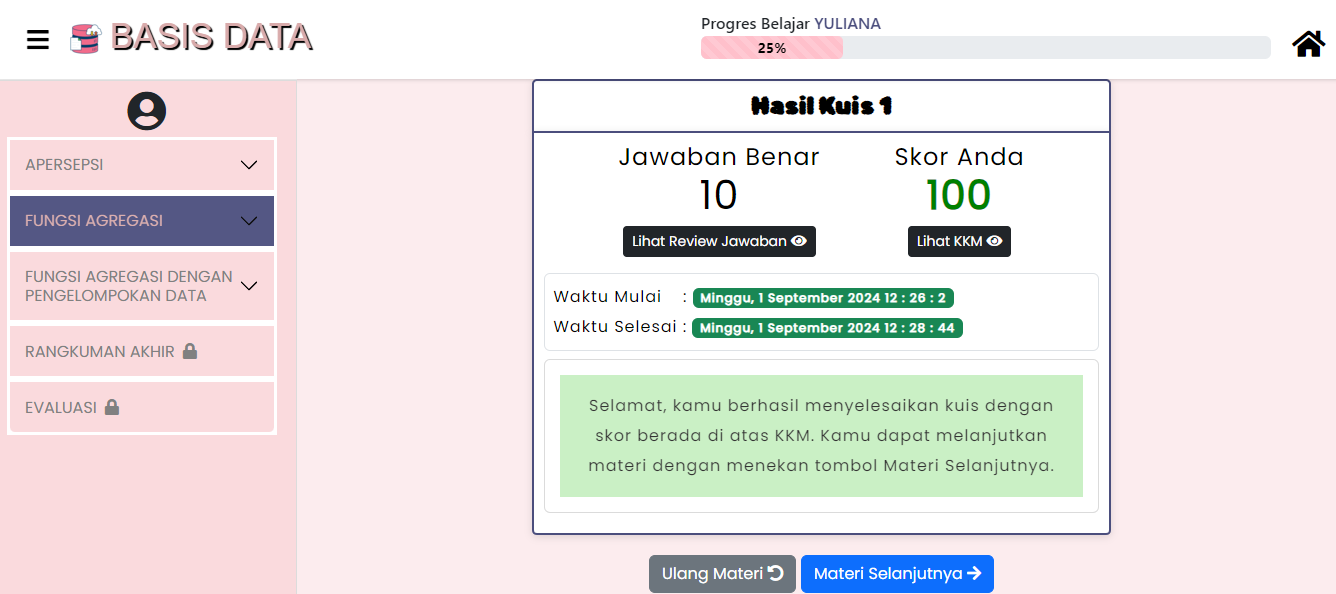 BASIS DATA
Progres Belajar YULIANA
25%
APERSEPSI
FUNGSI AGREGASI
FUNGSI AGREGASI DENGAN
PENGELOMPOKAN DATA
RANGKUMAN AKHIR
EVALUASI
Hasil Kuis 1
Jawaban Benar
10
Lihat Review Jawaban
Skor Anda
100
Lihat KKM
Waktu Mulai : Minggu, 1 September 2024 12 : 26 : 2
Waktu Selesai : Minggu, 1 September 2024 12 : 28 : 44
Selamat, kamu berhasil menyelesaikan kuis dengan
skor berada di atas KKM. Kamu dapat melanjutkan
materi dengan menekan tombol Materi Selanjutnya.
Ulang Materi
Materi Selanjutnya